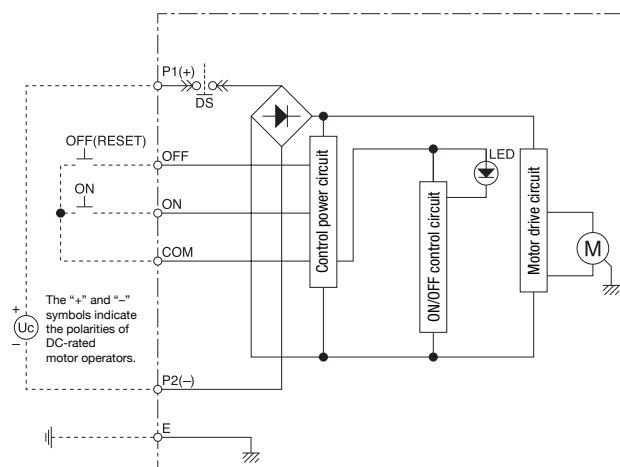 P1(+)
DS
OFF(RESET)
OFF
LED
ON
ON
COM
Control power circuit
ON/OFF control circuit
Motor drive circuit
M
+
Uc
–
The “+” and “–”
symbols indicate
the polarities of
DC-rated
motor operators.
P2(–)
E